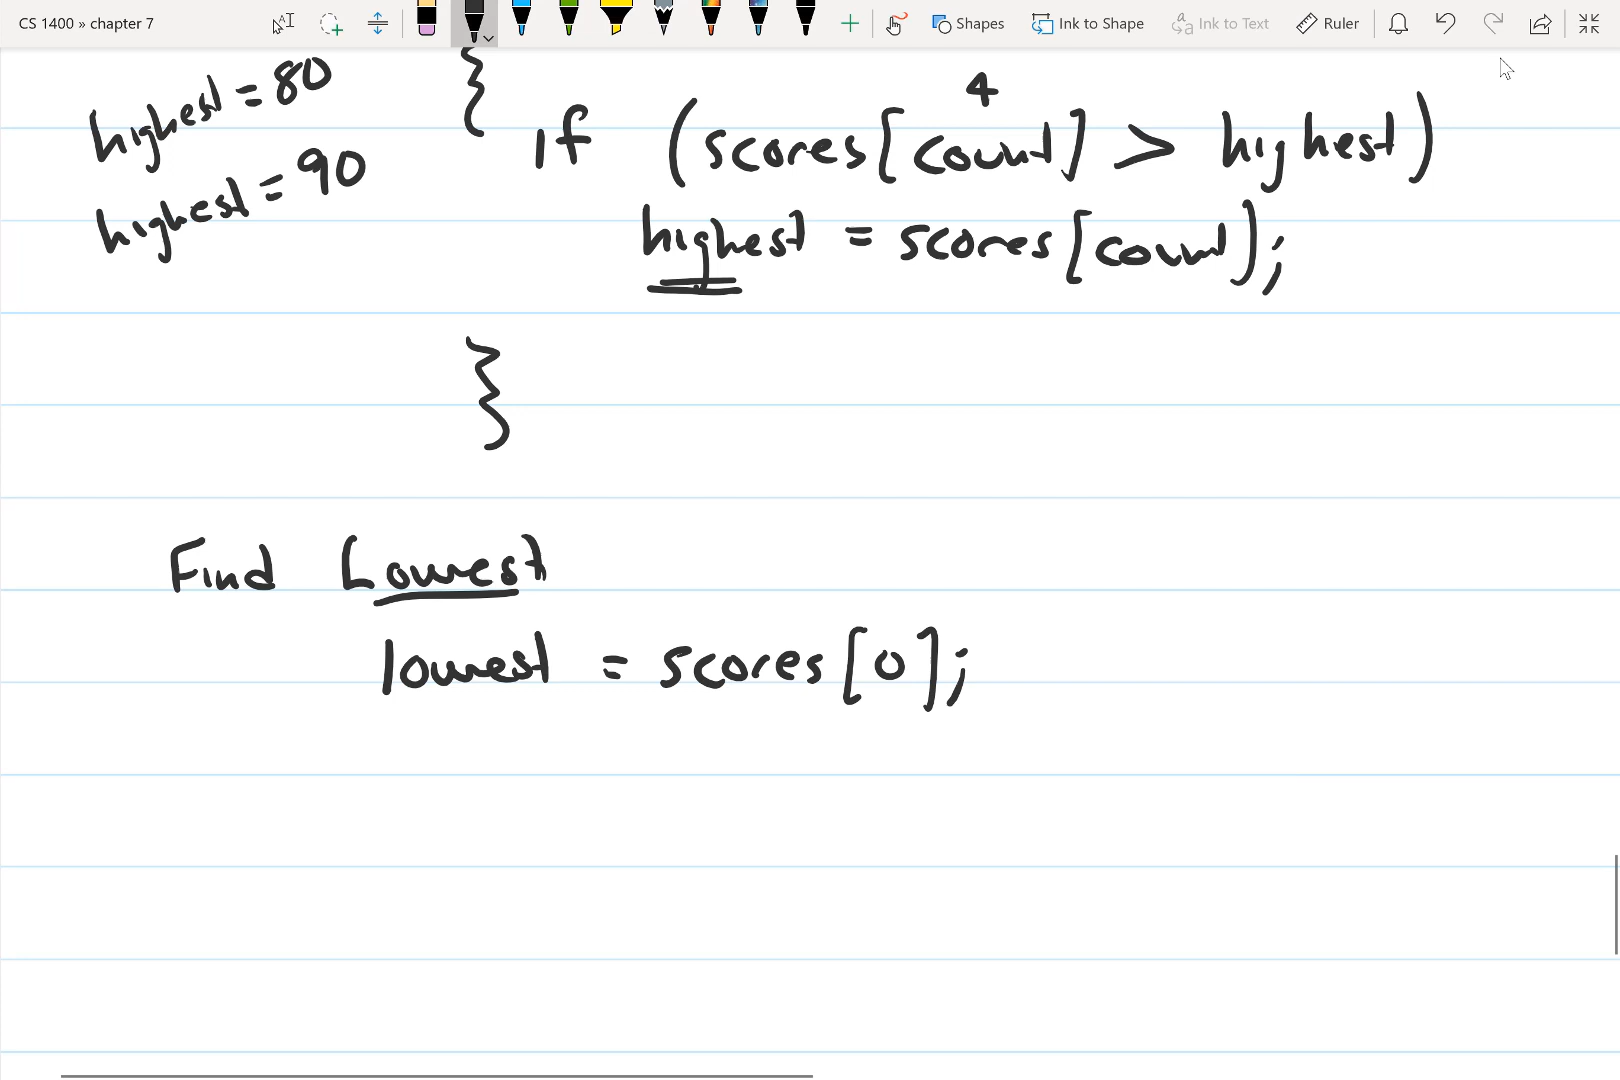 CS 1400 » chapter 7
Shapes
Ink to Shape
Ink to Text
Ruler
highest = 80
highest = 90
{
4
if (scores[count] > highest)
highest = scores[count];
}
Find Lowest
lowest = scores[0];